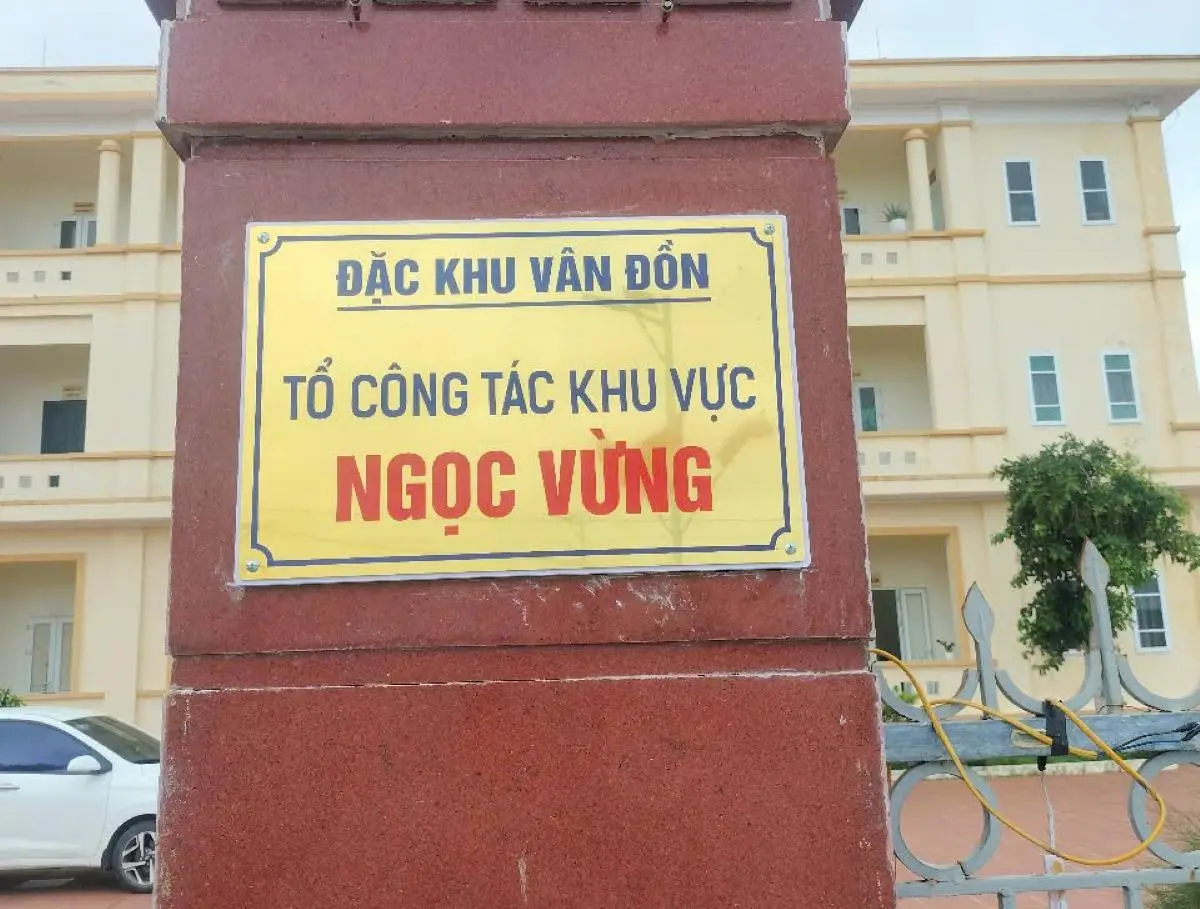 ĐẶC KHU VÂN ĐỒN
TỔ CÔNG TÁC KHU VỰC
NGỌC VỪNG